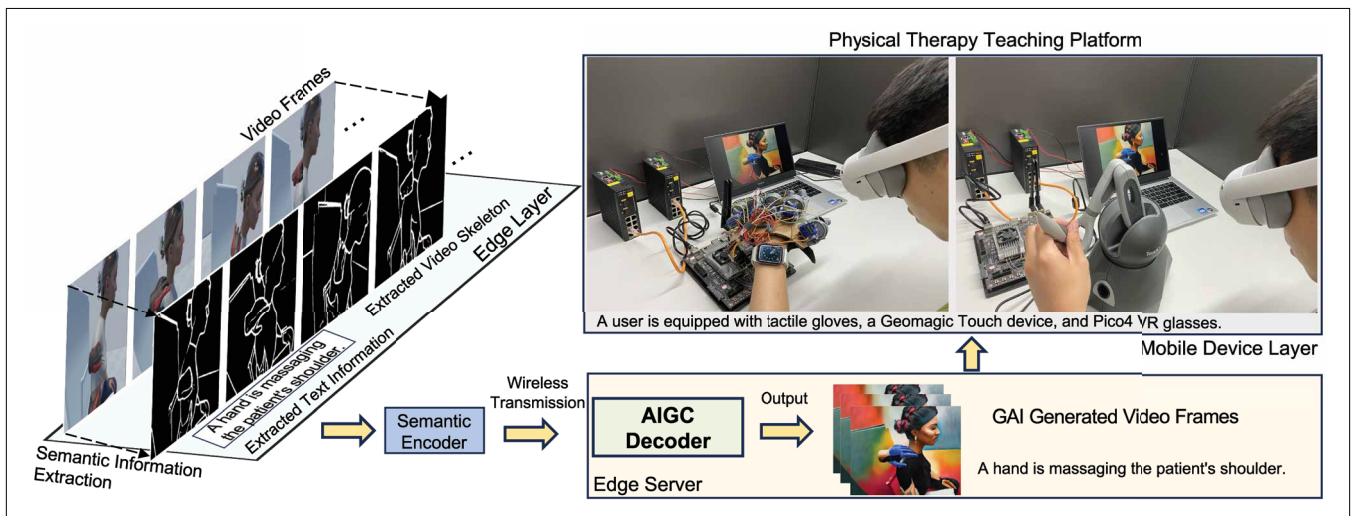 Physical Therapy Teaching Platform
Video Frames
...
...
Extracted Video Skeleton
Edge Layer
A hand is massaging
the patient's shoulder.
Extracted Text Information
Semantic Information
Extraction
Semantic
Encoder
Wireless
Transmission
AIGC
Decoder
Edge Server
Output
GAI Generated Video Frames
A hand is massaging the patient's shoulder.
A user is equipped with tactile gloves, a Geomagic Touch device, and Pico4 VR glasses.
Mobile Device Layer